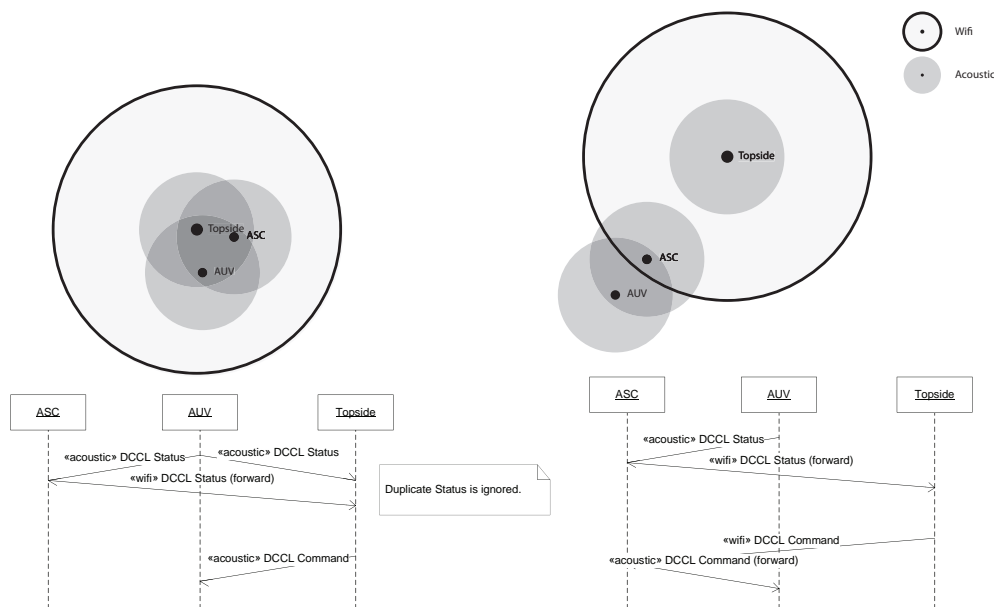 Wifi
Acoustic
Topside
ASC
AUV
Topside
ASC
AUV
ASC
AUV
Topside
«acoustic» DCCL Status
«acoustic» DCCL Status
«wifi» DCCL Status (forward)
Duplicate Status is ignored.
«acoustic» DCCL Command
ASC
AUV
Topside
«acoustic» DCCL Status
«wifi» DCCL Status (forward)
«wifi» DCCL Command
«acoustic» DCCL Command (forward)